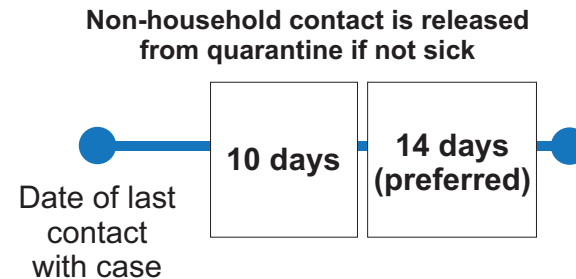 Non-household contact is released
from quarantine if not sick
10 days
14 days
(preferred)
Date of last
contact
with case